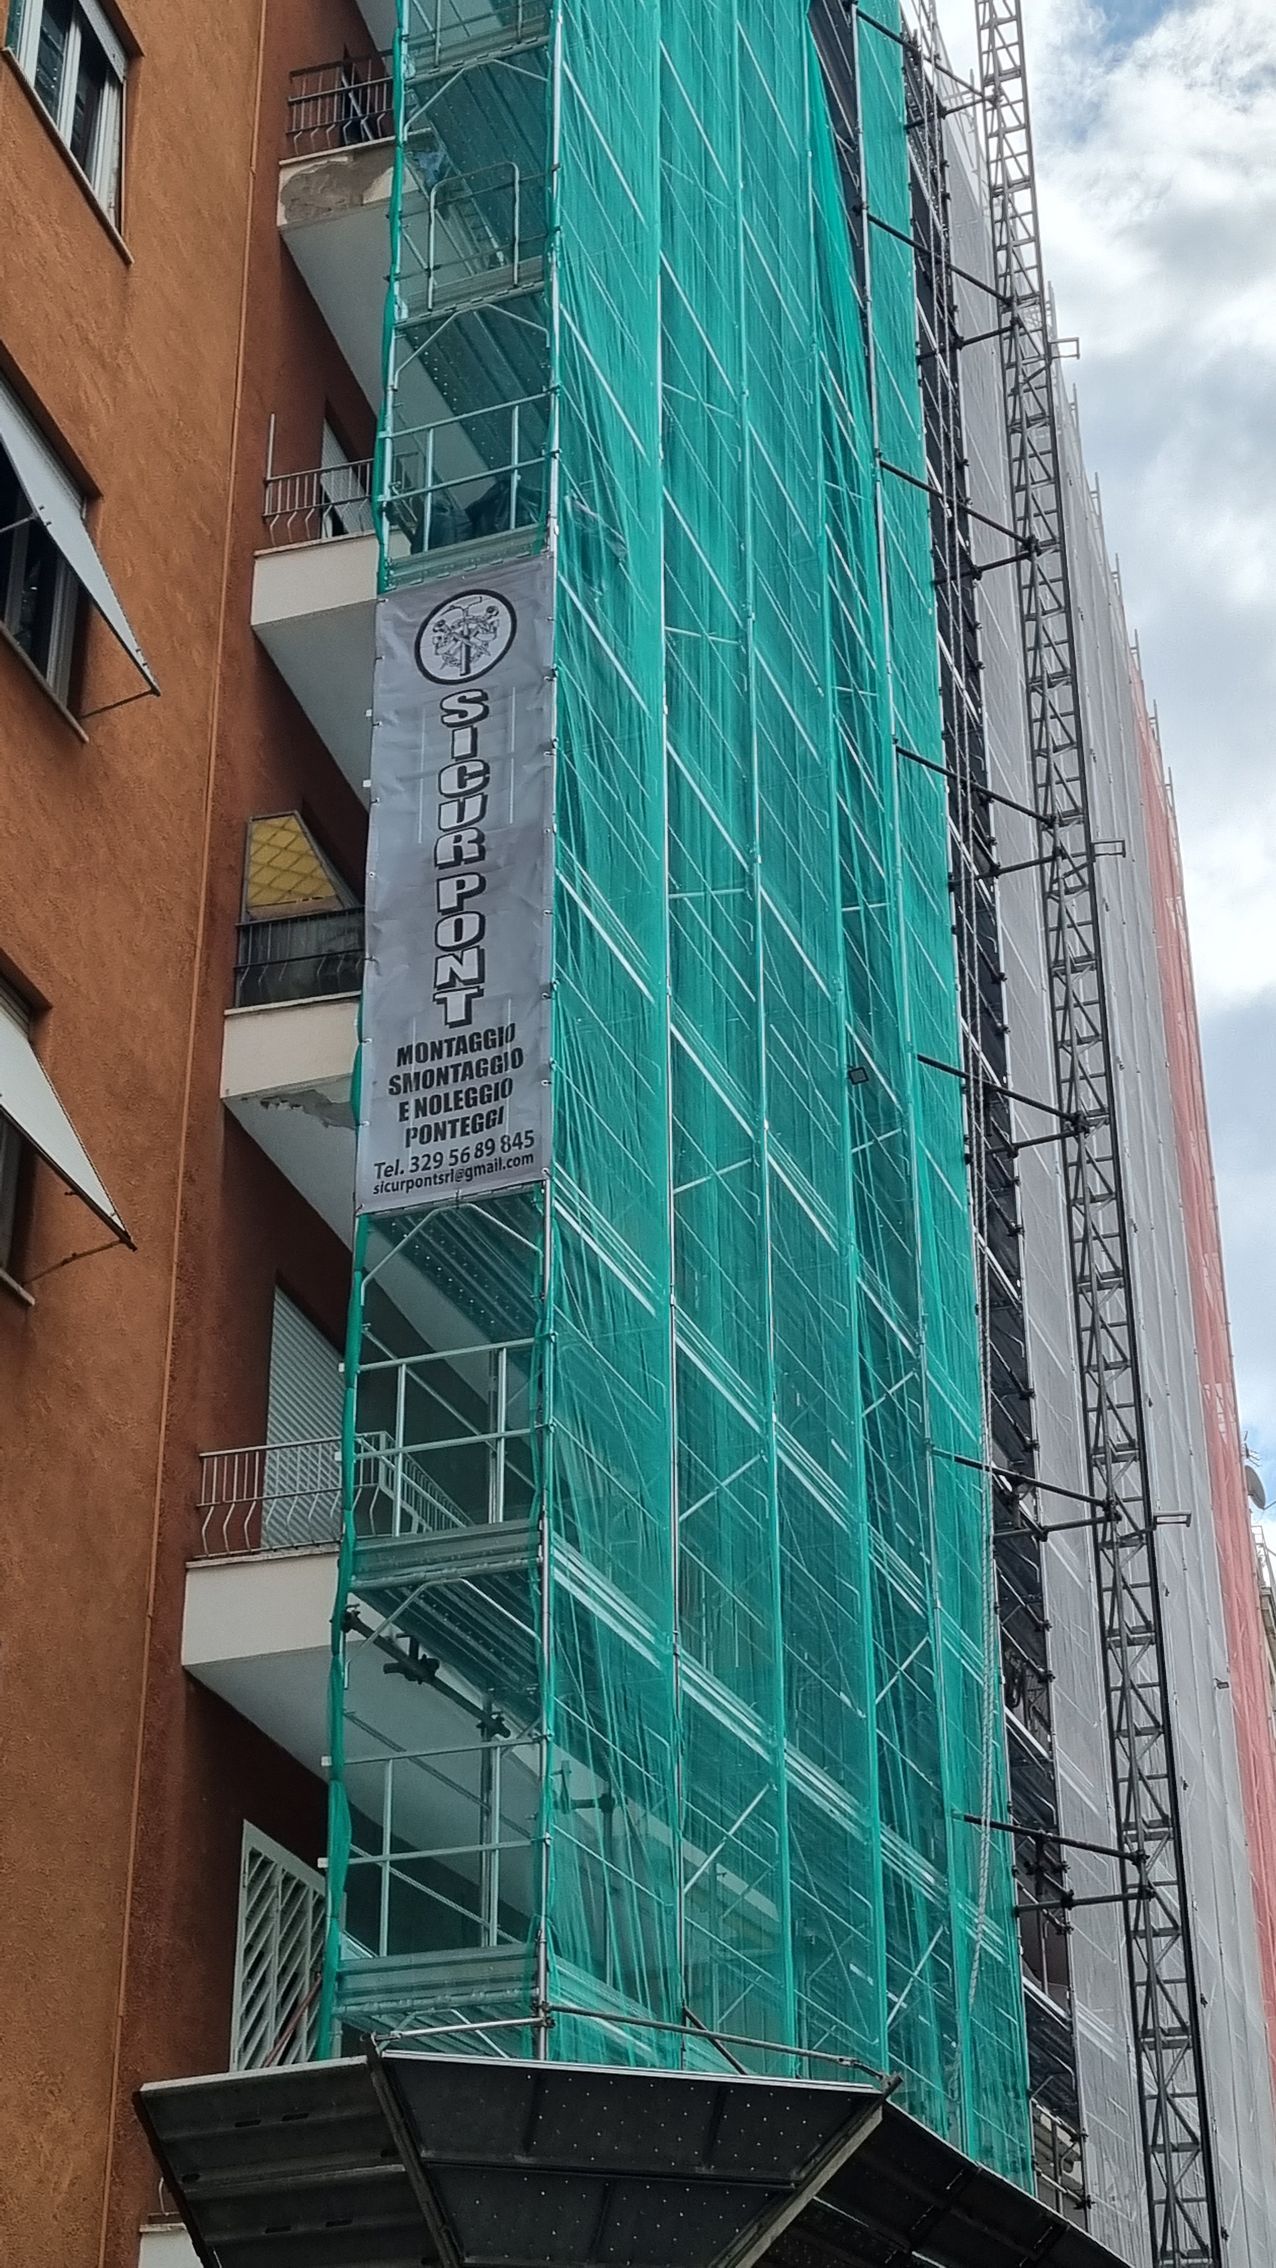 SICURPONT
MONTAGGIO
SMONTAGGIO
E NOLEGGIO
PONTEGGI
Tel. 329 56 89 845
sicurpontsrl@gmail.com